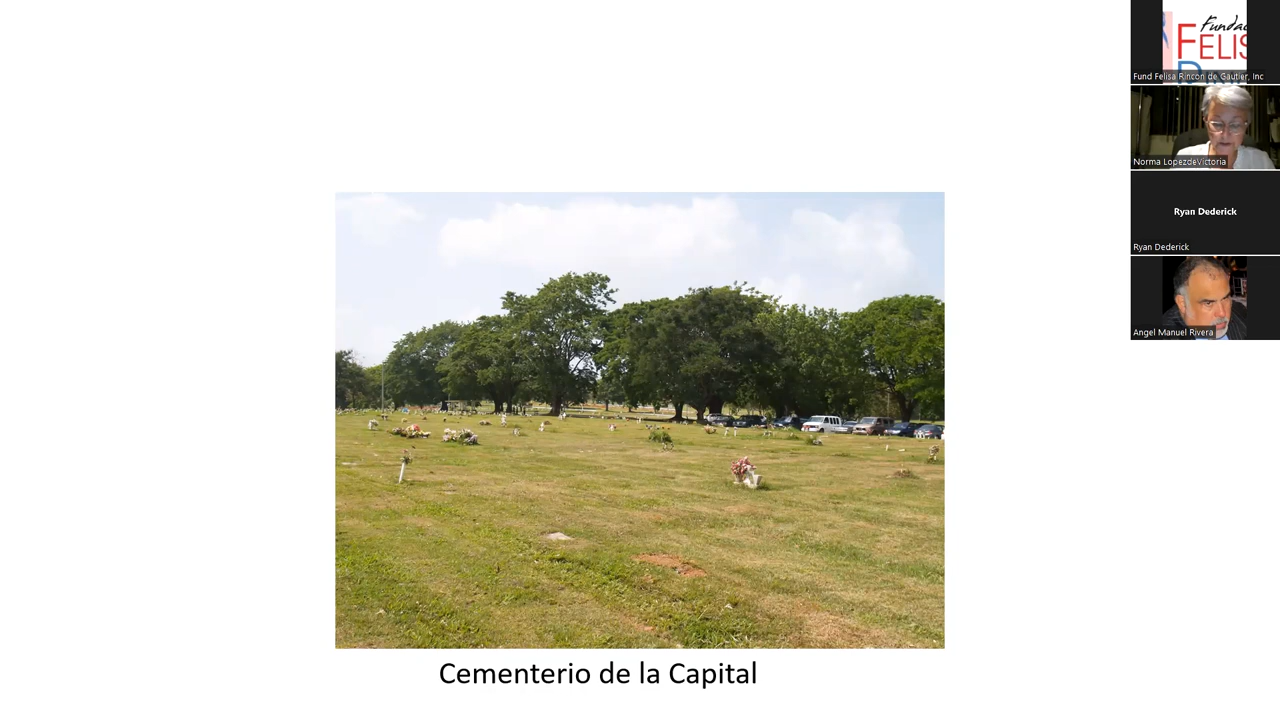 Cementerio de la Capital
Fundac
FELIS
Fund Felisa Rincon de Gautier, Inc
Norma LopezdeVictoria
Ryan Dederick
Ryan Dederick
Angel Manuel Rivera